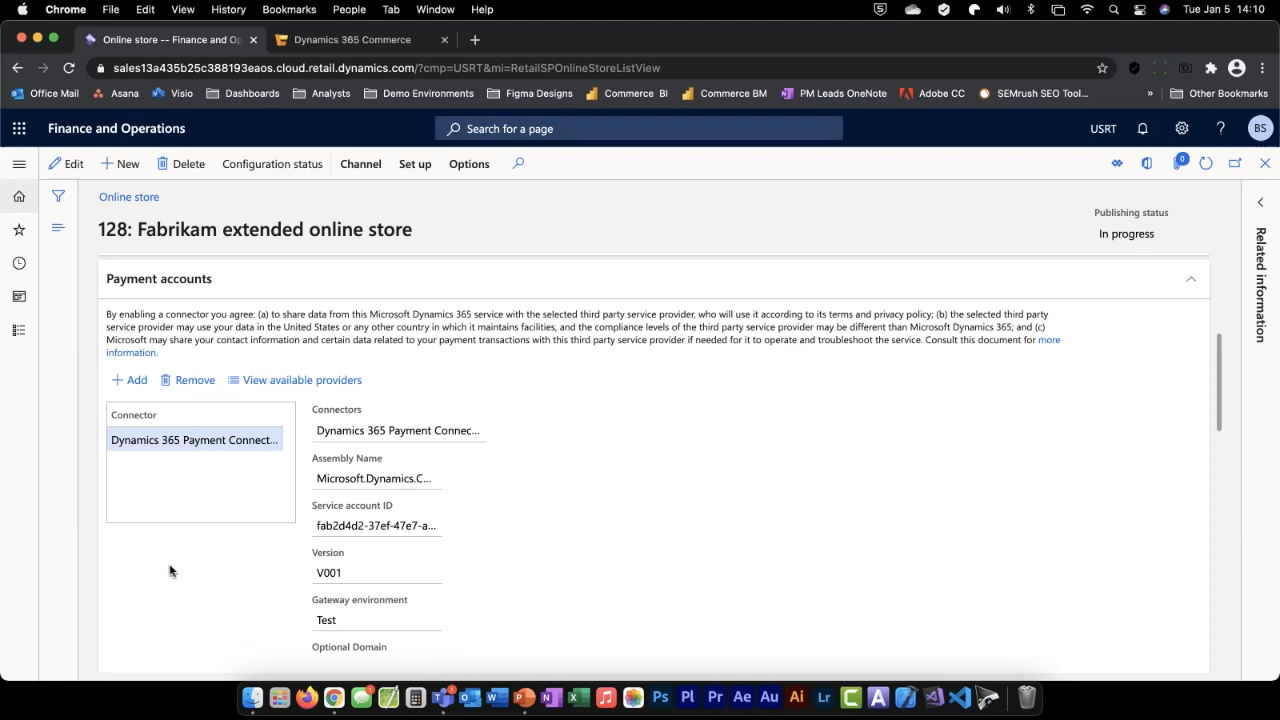 Chrome File Edit View History Bookmarks People Tab Window Help Tue Jan 5 14:10
Online store -- Finance and Op Dynamics 365 Commerce
sales13a435b25c388193eaos.cloud.retail.dynamics.com/?cmp=USRT&mi=RetailSPOnlineStoreListView
Office Mail Asana Visio Dashboards Analysts Demo Environments Figma Designs Commerce BI Commerce BM PM Leads OneNote Adobe CC SEMrush SEO Tool... » Other Bookmarks
Finance and Operations Search for a page USRT ? BS
Edit New Delete Configuration status Channel Set up Options 0
Online store
128: Fabrikam extended online store
Publishing status
In progress
Related information
Payment accounts
By enabling a connector you agree: (a) to share data from this Microsoft Dynamics 365 service with the selected third party service provider, who will use it according to its terms and privacy policy; (b) the selected third party
service provider may use your data in the United States or any other country in which it maintains facilities, and the compliance levels of the third party service provider may be different than Microsoft Dynamics 365; and (c)
Microsoft may share your contact information and certain data related to your payment transactions with this third party service provider if needed for it to operate and troubleshoot the service. Consult this document for more
information.
Add Remove View available providers
Connector
Dynamics 365 Payment Connect...
Connectors
Dynamics 365 Payment Connec...
Assembly Name
Microsoft.Dynamics.C...
Service account ID
fab2d4d2-37ef-47e7-a...
Version
V001
Gateway environment
Test
Optional Domain
Ps Pl Pr Ae Au Ai Lr C A